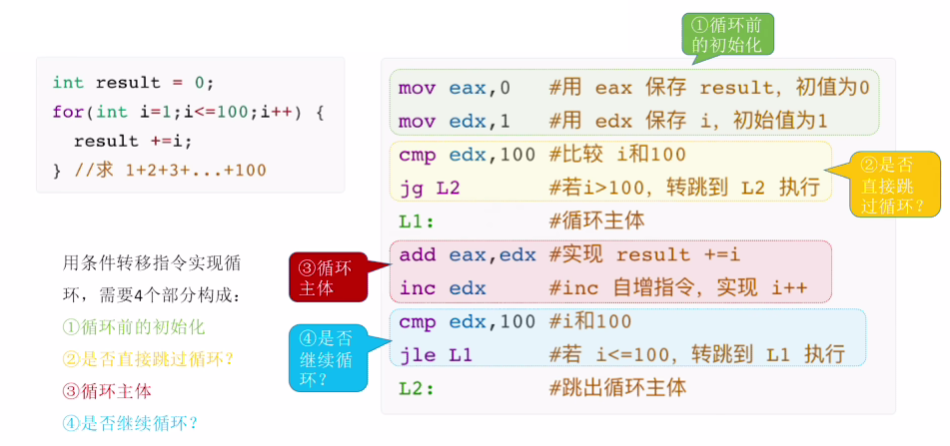 ①循环前
的初始化
int result = 0;
for(int i=1;i<=100;i++) {
result +=i;
} //求 1+2+3+...+100
mov eax,0 #用 eax 保存 result，初值为0
mov edx,1 #用 edx 保存 i，初始值为1
cmp edx,100 #比较 i和100
jg L2 #若i>100，转跳到 L2 执行
②是否
直接跳
过循环？
L1: #循环主体
用条件转移指令实现循
环，需要4个部分构成：
①循环前的初始化
②是否直接跳过循环？
③循环主体
④是否继续循环？
③循环
主体
add eax,edx #实现 result +=i
inc edx #inc 自增指令，实现 i++
④是否
继续循
环？
cmp edx,100 #i和100
jle L1 #若 i<=100，转跳到 L1 执行
L2: #跳出循环主体